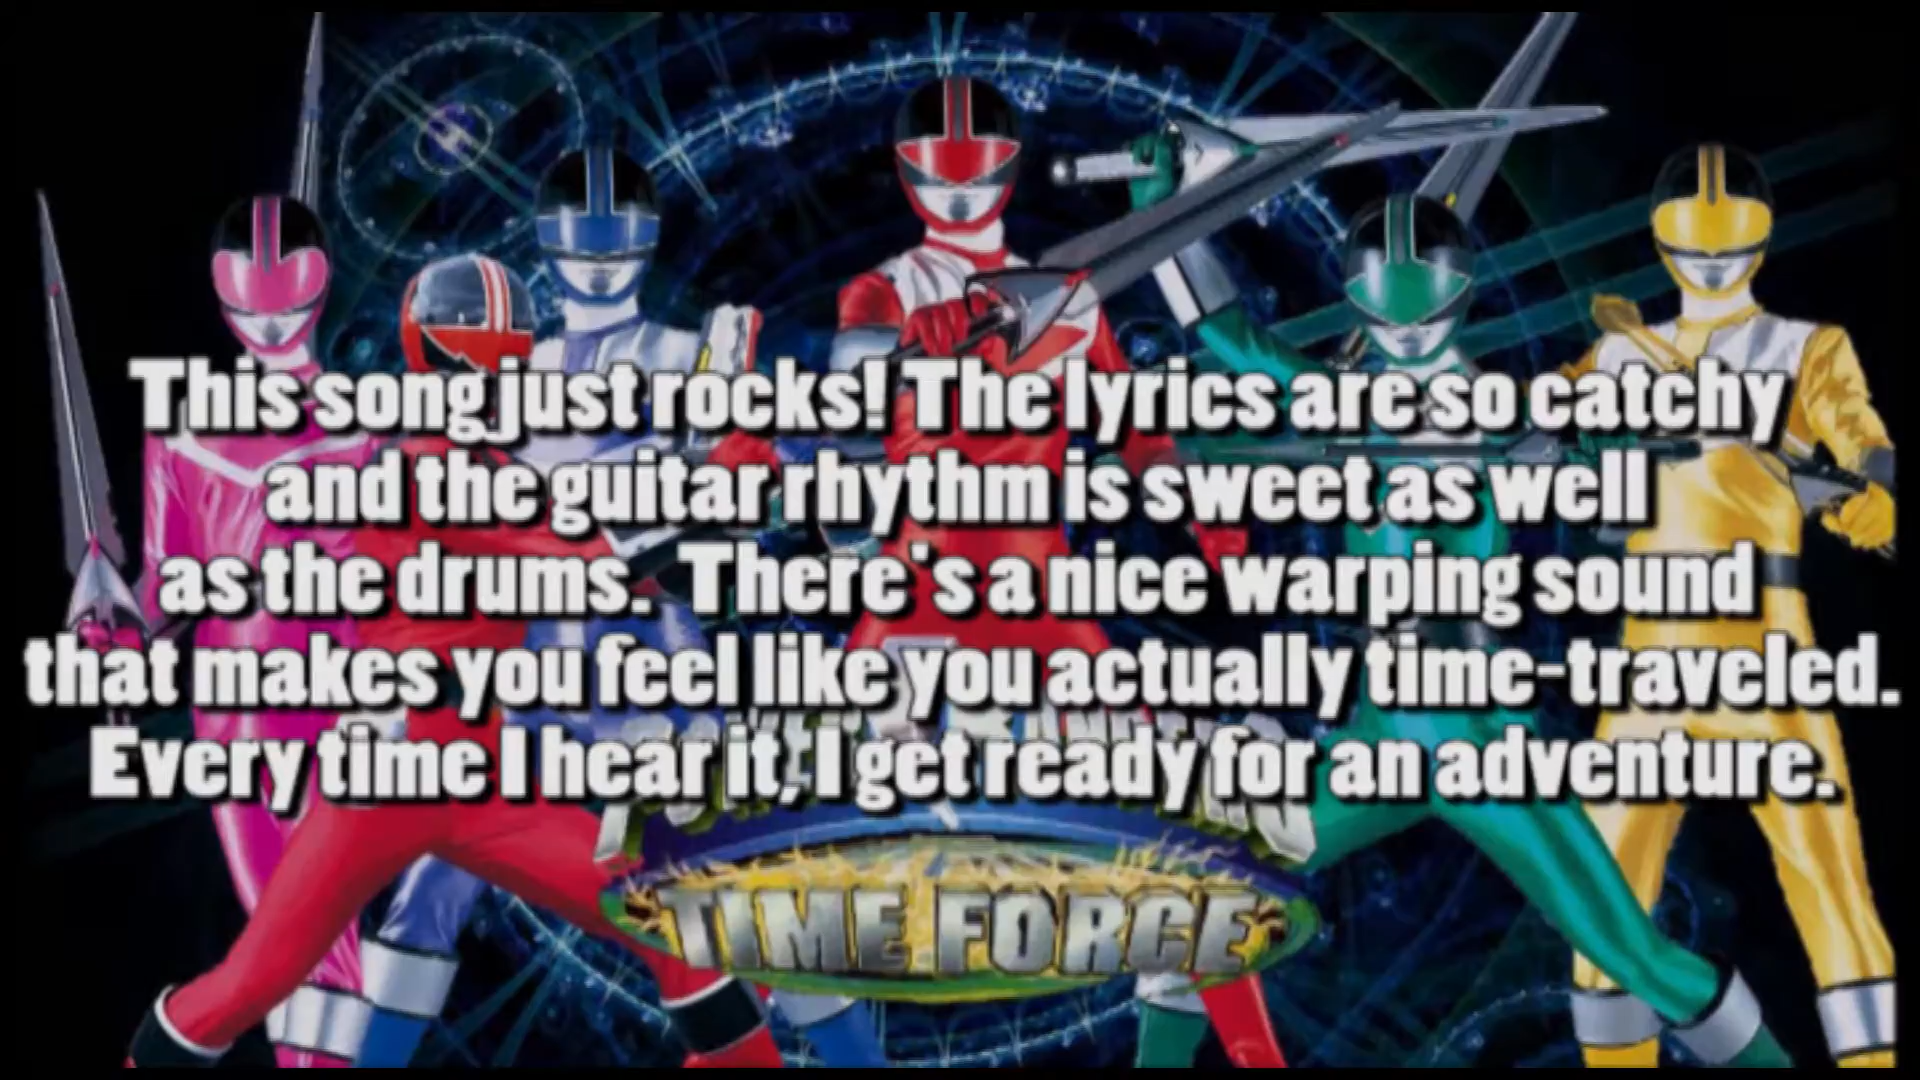 This song just rocks! The lyrics are so catchy
and the guitar rhythm is sweet as well
as the drums. There's a nice warping sound
that makes you feel like you actually time-traveled.
Every time I hear it, I get ready for an adventure.
POWER RANGERS
TIME FORCE